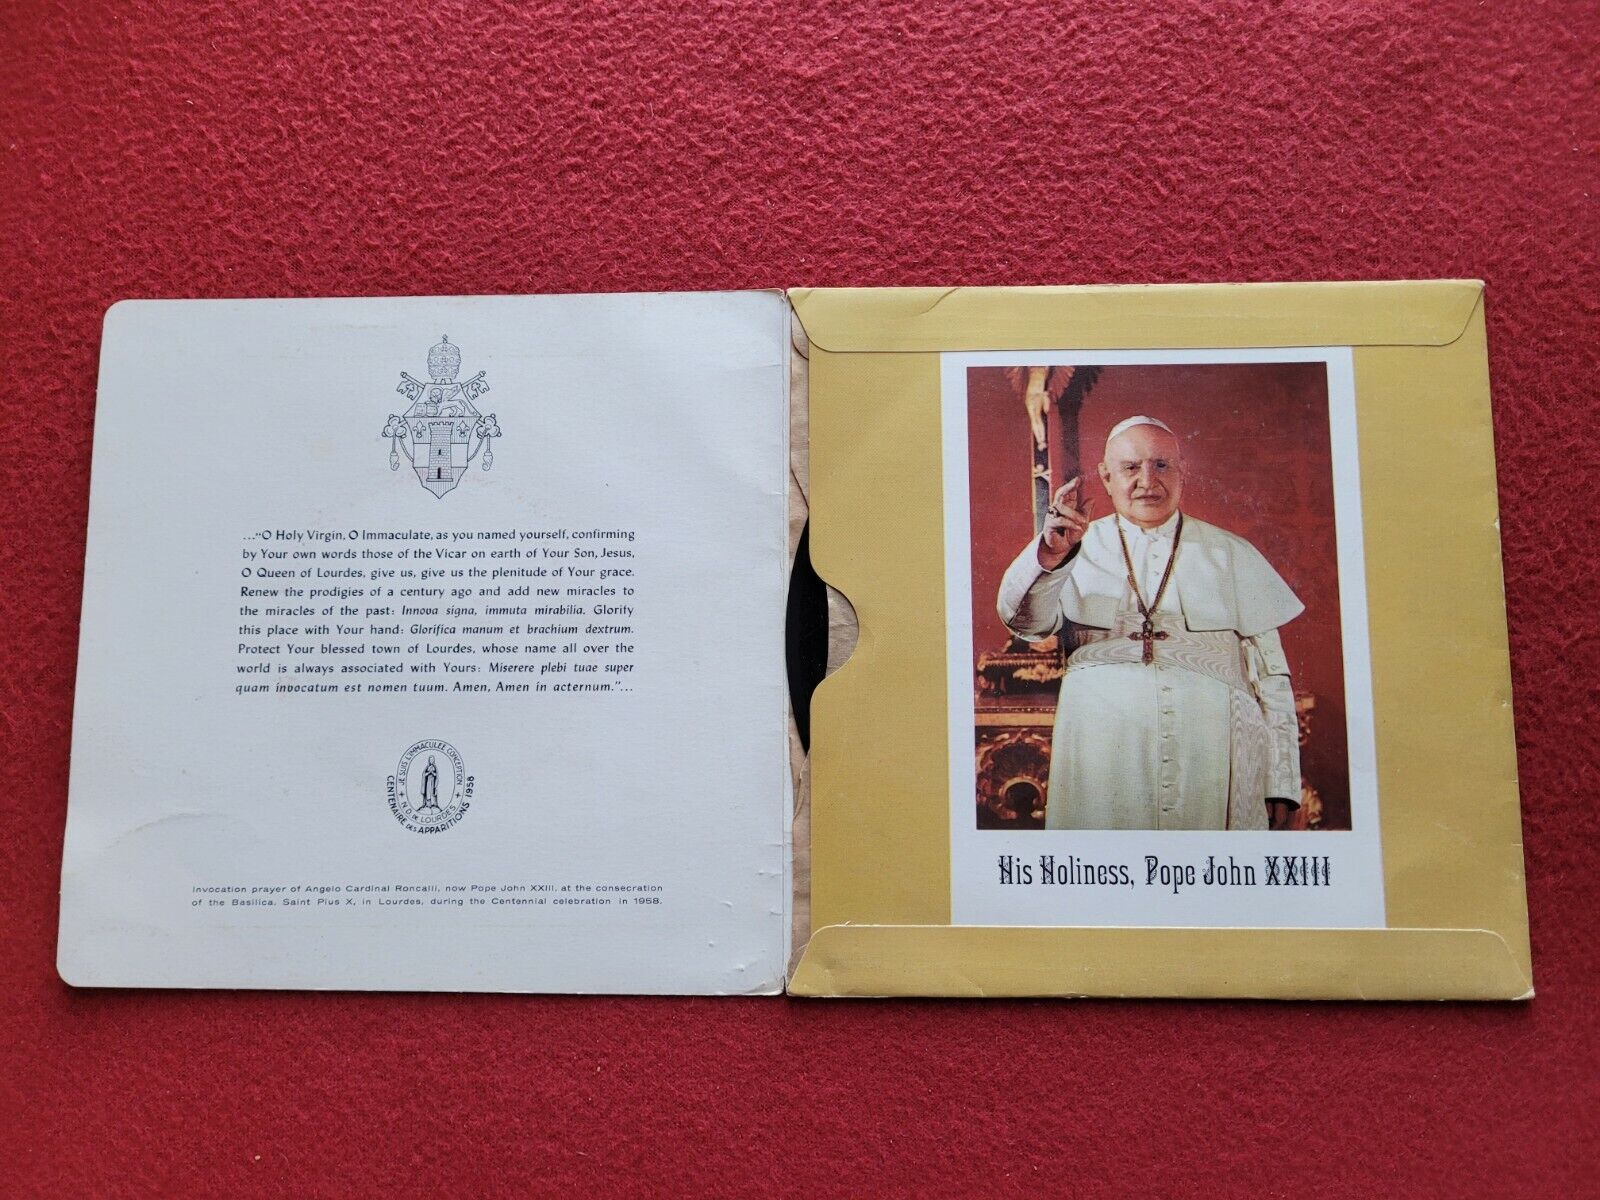 ..."O Holy Virgin, O Immaculate, as you named yourself, confirming
by Your own words those of the Vicar on earth of Your Son, Jesus,
O Queen of Lourdes, give us, give us the plenitude of Your grace.
Renew the prodigies of a century ago and add new miracles to
the miracles of the past: Innova signa, immuta mirabilia. Glorify
this place with Your hand: Glorifica manum et brachium dextrum.
Protect Your blessed town of Lourdes, whose name all over the
world is always associated with Yours: Miserere plebi tuae super
quam invocatum est nomen tuum. Amen, Amen in aeternum."...
JE SUIS L'IMMACULEE CONCEPTION
+ N.D. DE LOURDES +
CENTENAIRE DES APPARITIONS 1958
Invocation prayer of Angelo Cardinal Roncalli, now Pope John XXIII, at the consecration
of the Basilica, Saint Pius X, in Lourdes, during the Centennial celebration in 1958.
His Holiness, Pope John XXIII